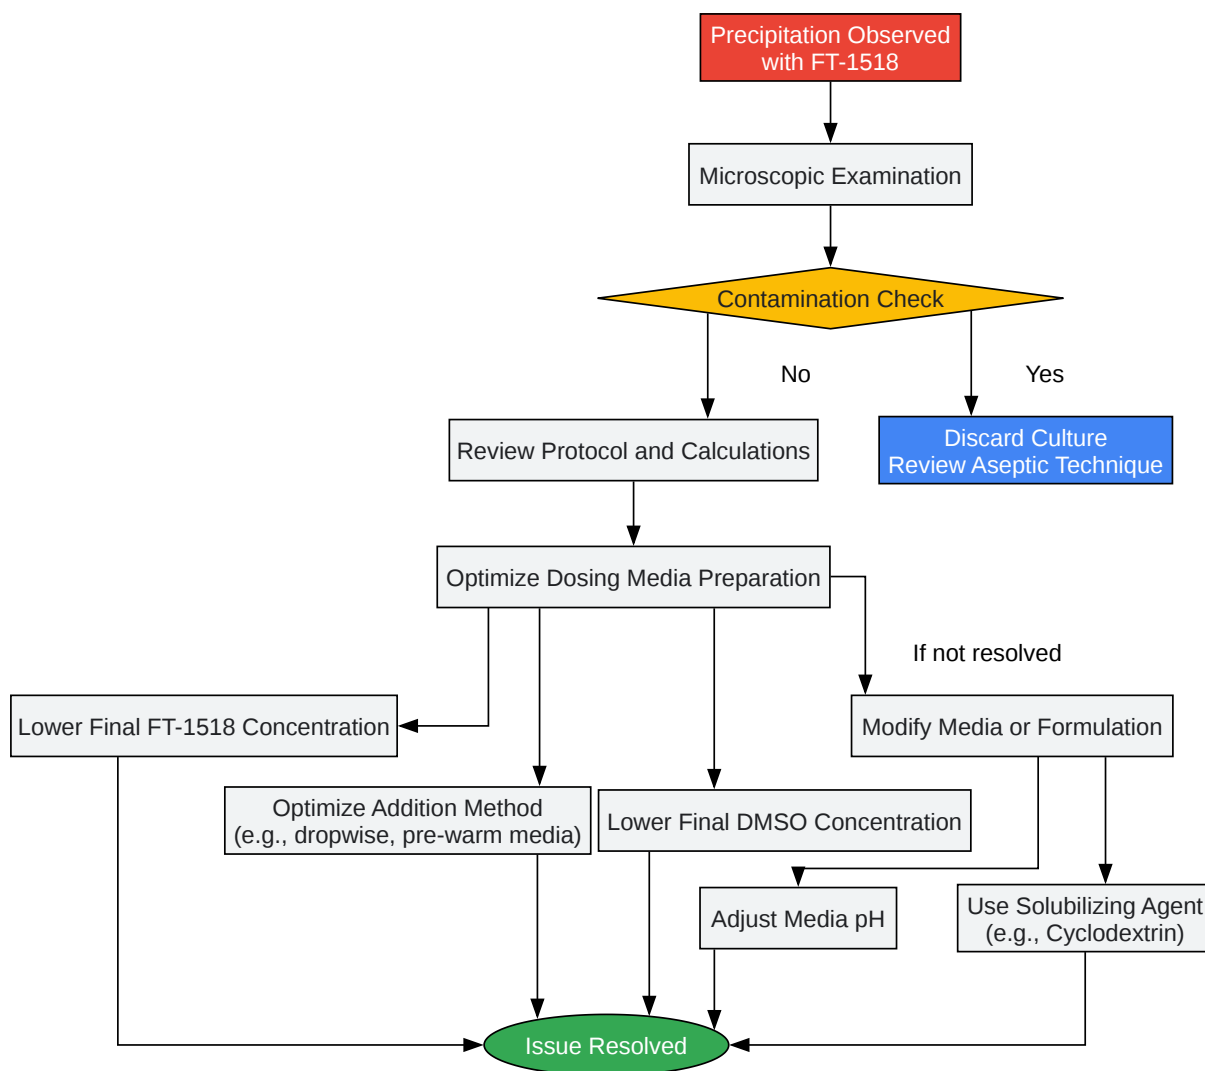 Precipitation Observed
with FT-1518
Microscopic Examination
Contamination Check
No
Yes
Review Protocol and Calculations
Discard Culture
Review Aseptic Technique
Optimize Dosing Media Preparation
If not resolved
Lower Final FT-1518 Concentration
Modify Media or Formulation
Optimize Addition Method
(e.g., dropwise, pre-warm media)
Lower Final DMSO Concentration
Adjust Media pH
Use Solubilizing Agent
(e.g., Cyclodextrin)
Issue Resolved